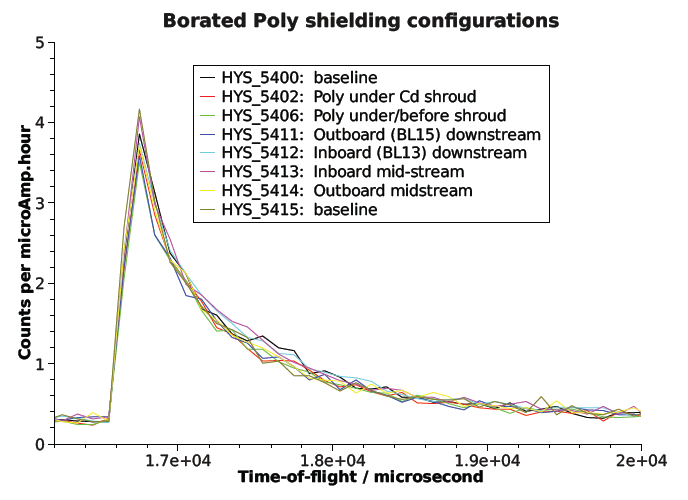 Borated Poly shielding configurations
5
HYS_5400: baseline
HYS_5402: Poly under Cd shroud
HYS_5406: Poly under/before shroud
HYS_5411: Outboard (BL15) downstream
HYS_5412: Inboard (BL13) downstream
HYS_5413: Inboard mid-stream
HYS_5414: Outboard midstream
HYS_5415: baseline
4
3
2
1
0
Counts per microAmp.hour
1.7e+04 1.8e+04 1.9e+04 2e+04
Time-of-flight / microsecond